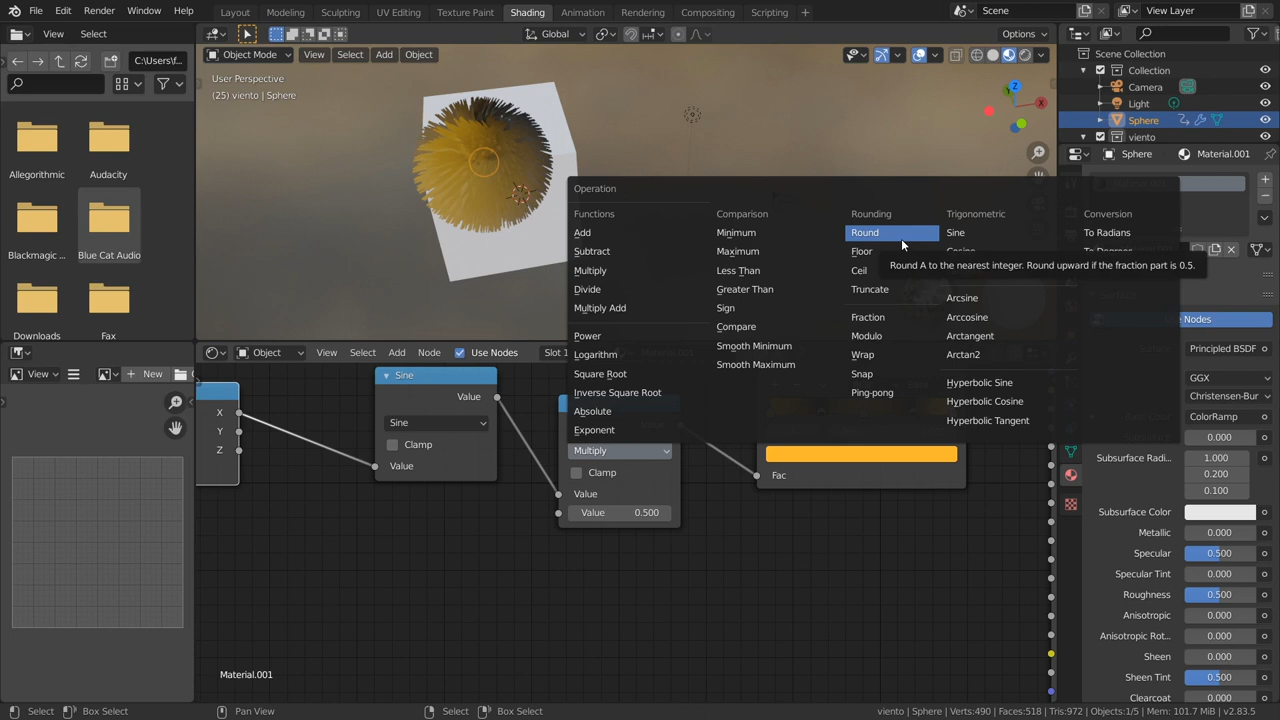 File Edit Render Window Help Layout Modeling Sculpting UV Editing Texture Paint Shading Animation Rendering Compositing Scripting + Scene View Layer
View Select Global Options
C:\Users\f... Object Mode View Select Add Object
User Perspective
(25) viento | Sphere
Scene Collection
Collection
Camera
Light
Sphere
viento
Sphere Material.001
Z
X
Allegorithmic Audacity
Blackmagic ... Blue Cat Audio
Downloads Fax
Operation
Functions
Add
Subtract
Multiply
Divide
Multiply Add
Power
Logarithm
Square Root
Inverse Square Root
Absolute
Exponent
Comparison
Minimum
Maximum
Less Than
Greater Than
Sign
Compare
Smooth Minimum
Smooth Maximum
Rounding
Round
Floor
Ceil
Truncate
Fraction
Modulo
Wrap
Snap
Ping-pong
Trigonometric
Sine
Arcsine
Arccosine
Arctangent
Arctan2
Hyperbolic Sine
Hyperbolic Cosine
Hyperbolic Tangent
Conversion
To Radians
Round A to the nearest integer. Round upward if the fraction part is 0.5.
View + New
Object View Select Add Node Use Nodes Slot 1
X
Y
Z
Sine
Value
Sine
Clamp
Value
Multiply
Clamp
Value
Value 0.500
Fac
Material.001
Nodes
Principled BSDF
GGX
Christensen-Bur
ColorRamp
0.000
Subsurface Radi... 1.000
0.200
0.100
Subsurface Color
Metallic 0.000
Specular 0.500
Specular Tint 0.000
Roughness 0.500
Anisotropic 0.000
Anisotropic Rot... 0.000
Sheen 0.000
Sheen Tint 0.500
Clearcoat 0.000
Select Box Select Pan View Select Box Select viento | Sphere | Verts:490 | Faces:518 | Tris:972 | Objects:1/5 | Mem: 101.7 MiB | v2.83.5